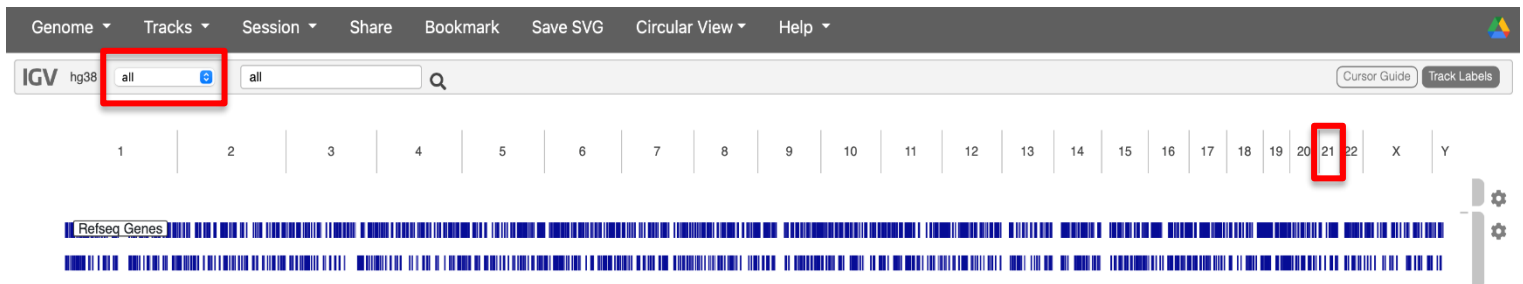 Genome Tracks Session Share Bookmark Save SVG Circular View Help
IGV hg38 all all Cursor Guide Track Labels
1 2 3 4 5 6 7 8 9 10 11 12 13 14 15 16 17 18 19 20 21 22 X Y
Refseq Genes